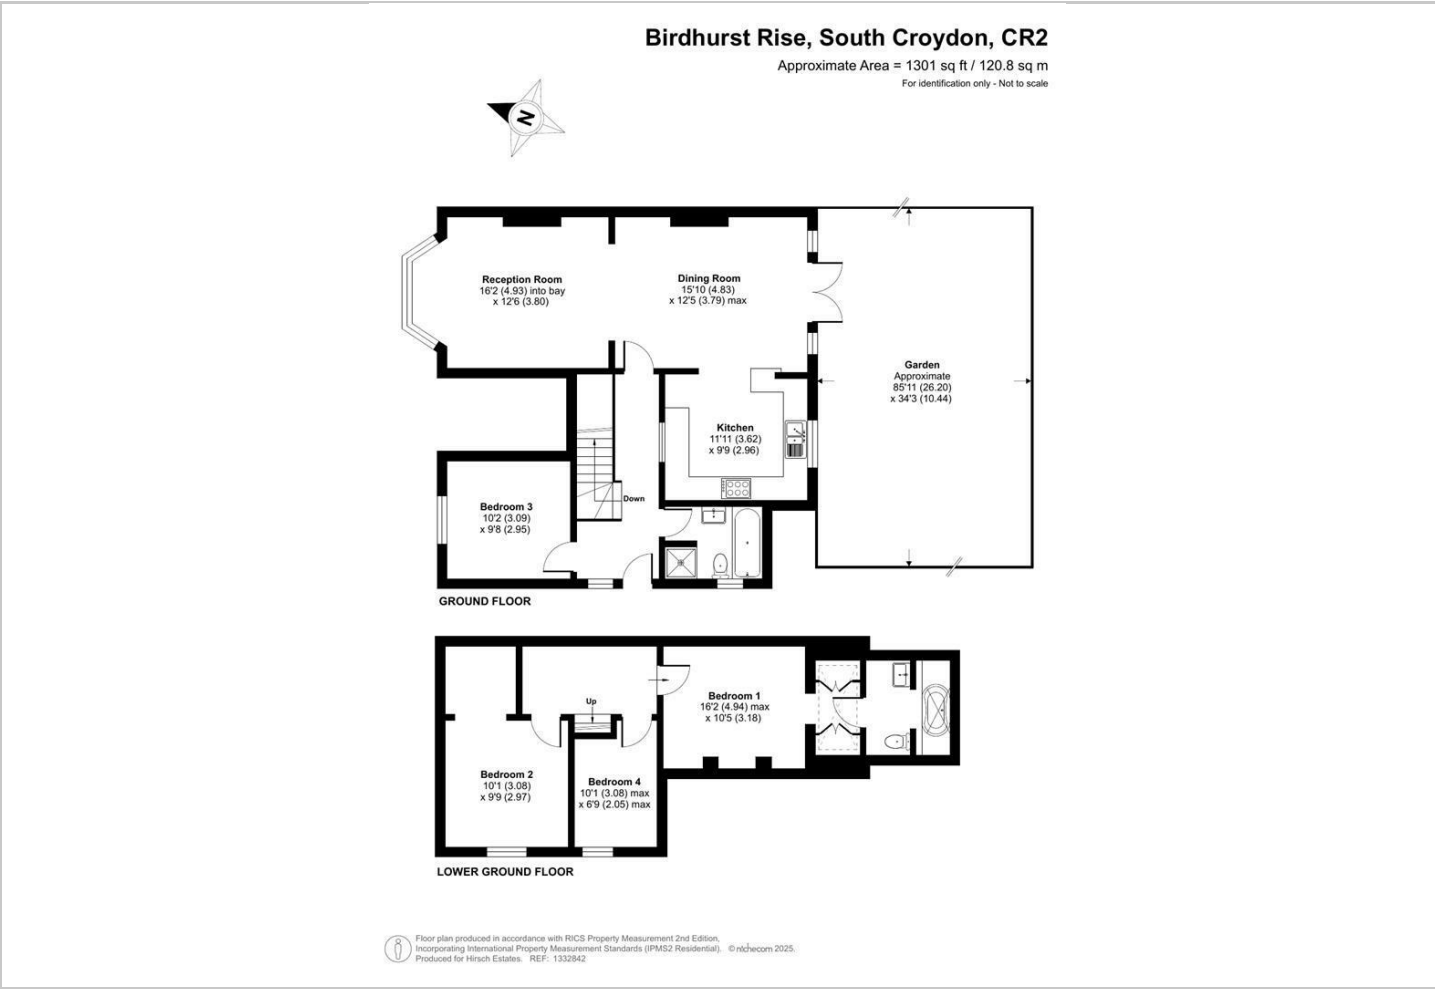 Birdhurst Rise, South Croydon, CR2
Approximate Area = 1301 sq ft / 120.8 sq m
For identification only - Not to scale
N
Reception Room
16'2 (4.93) into bay
x 12'6 (3.80)
Dining Room
15'10 (4.83)
x 12'5 (3.79) max
Garden
Approximate
85'11 (26.20)
x 34'3 (10.44)
Kitchen
11'11 (3.62)
x 9'9 (2.96)
Down
Bedroom 3
10'2 (3.09)
x 9'8 (2.95)
GROUND FLOOR
Up
Bedroom 1
16'2 (4.94) max
x 10'5 (3.18)
Bedroom 2
10'1 (3.08)
x 9'9 (2.97)
Bedroom 4
10'1 (3.08) max
x 6'9 (2.05) max
LOWER GROUND FLOOR
Floor plan produced in accordance with RICS Property Measurement 2nd Edition,
Incorporating International Property Measurement Standards (IPMS2 Residential). © nichecom 2025.
Produced for Hirsch Estates. REF: 1332842